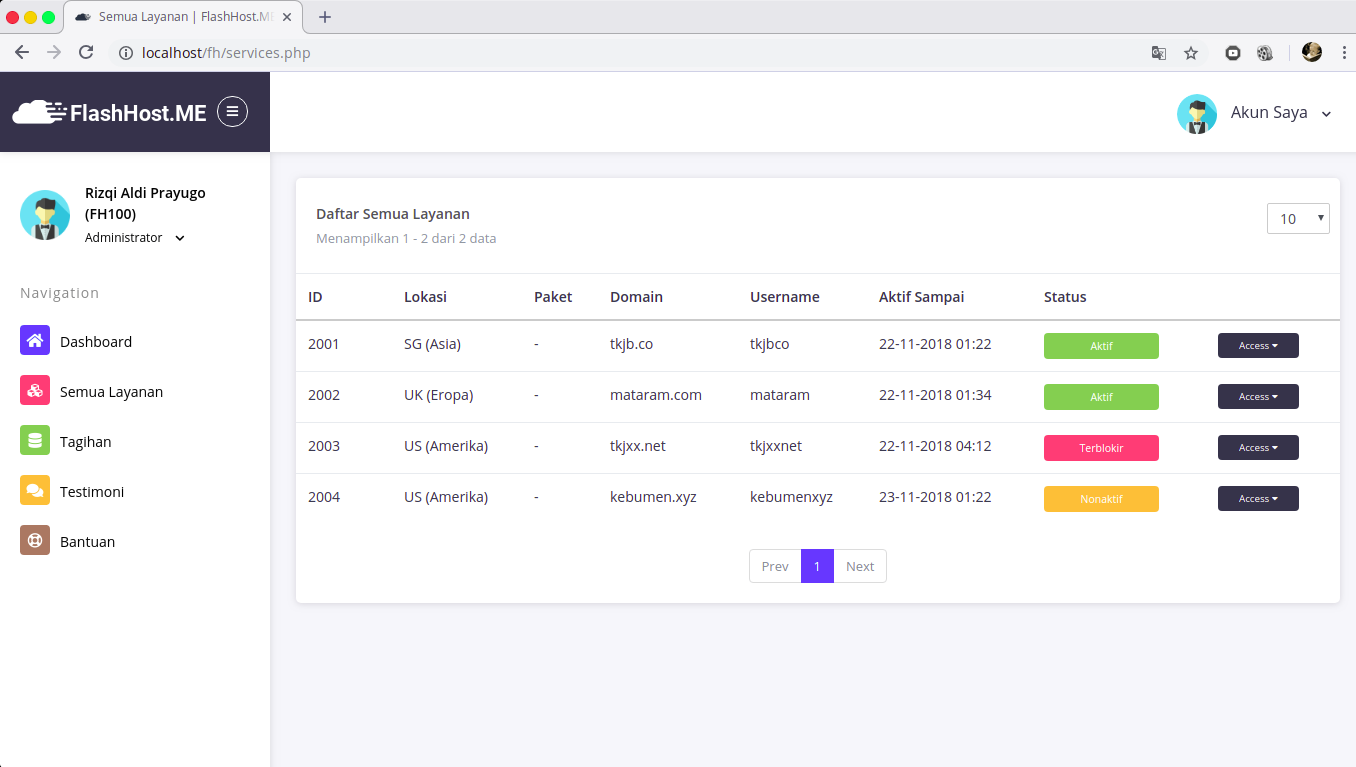 Semua Layanan | FlashHost.ME
localhost/fh/services.php
FlashHost.ME
Akun Saya
Rizqi Aldi Prayugo
(FH100)
Administrator
Navigation
Dashboard
Semua Layanan
Tagihan
Testimoni
Bantuan
Daftar Semua Layanan
10
Menampilkan 1 - 2 dari 2 data
ID Lokasi Paket Domain Username Aktif Sampai Status
2001 SG (Asia) - tkjb.co tkjbco 22-11-2018 01:22 Aktif Access
2002 UK (Eropa) - mataram.com mataram 22-11-2018 01:34 Aktif Access
2003 US (Amerika) - tkjxx.net tkjxxnet 22-11-2018 04:12 Terblokir Access
2004 US (Amerika) - kebumen.xyz kebumenxyz 23-11-2018 01:22 Nonaktif Access
Prev 1 Next